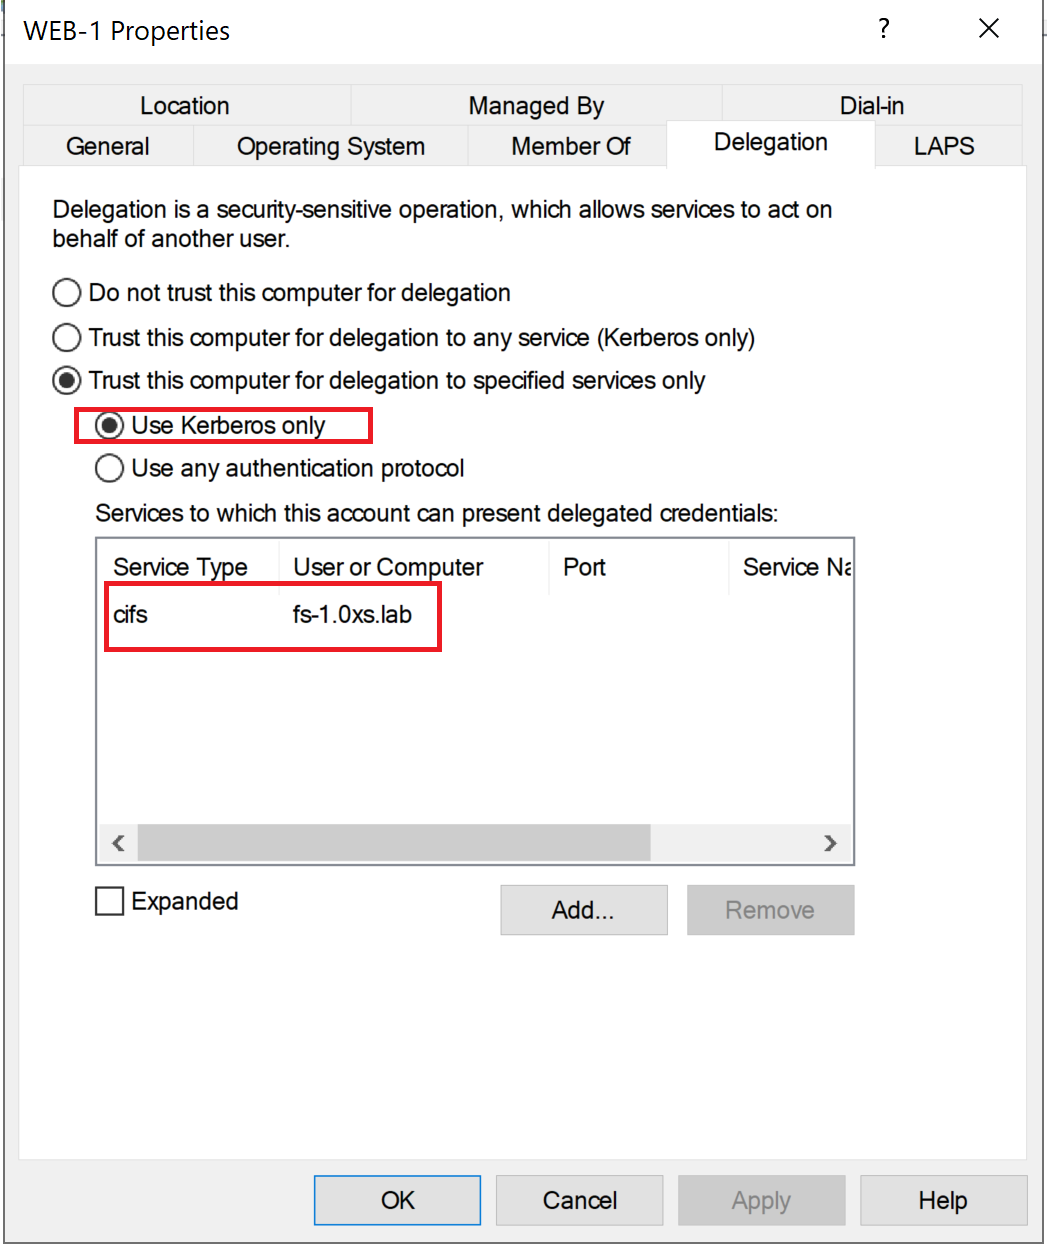 WEB-1 Properties
?
Location
Managed By
Dial-in
General
Operating System
Member Of
Delegation
LAPS
Delegation is a security-sensitive operation, which allows services to act on
behalf of another user.
Do not trust this computer for delegation
Trust this computer for delegation to any service (Kerberos only)
Trust this computer for delegation to specified services only
Use Kerberos only
Use any authentication protocol
Services to which this account can present delegated credentials:
Service Type
User or Computer
Port
Service Na
cifs
fs-1.0xs.lab
Expanded
Add...
Remove
OK
Cancel
Apply
Help